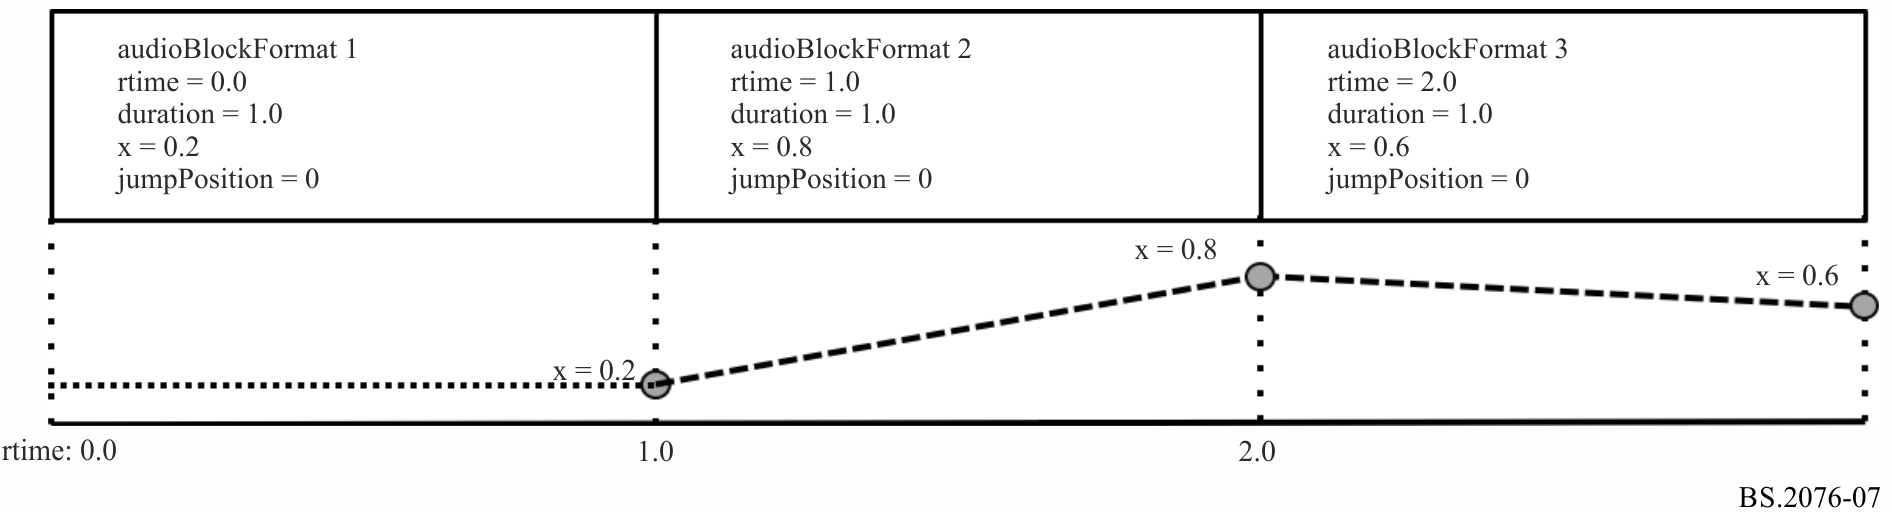 audioBlockFormat 1
rtime = 0.0
duration = 1.0
x = 0.2
jumpPosition = 0
audioBlockFormat 2
rtime = 1.0
duration = 1.0
x = 0.8
jumpPosition = 0
audioBlockFormat 3
rtime = 2.0
duration = 1.0
x = 0.6
jumpPosition = 0
x = 0.8
x = 0.6
x = 0.2
rtime: 0.0
1.0
2.0
BS.2076-07